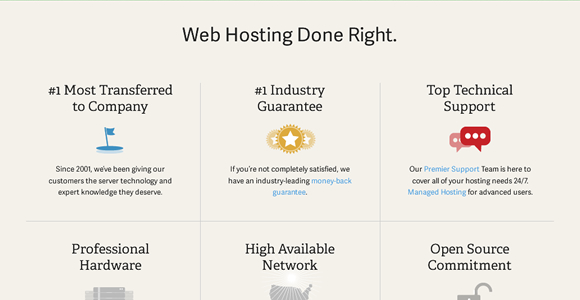 Web Hosting Done Right.
#1 Most Transferred
to Company
Since 2001, we've been giving our
customers the server technology and
expert knowledge they deserve.
#1 Industry
Guarantee
If you're not completely satisfied, we
have an industry-leading money-back
guarantee.
Top Technical
Support
Our Premier Support Team is here to
cover all of your hosting needs 24/7.
Managed Hosting for advanced users.
Professional
Hardware
High Available
Network
Open Source
Commitment